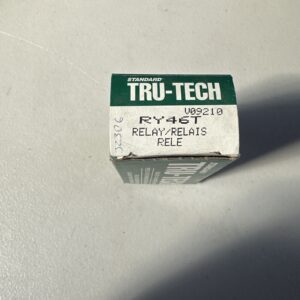 STANDARD
TRU-TECH
V09210
RY46T
RELAY/RELAIS
RELE